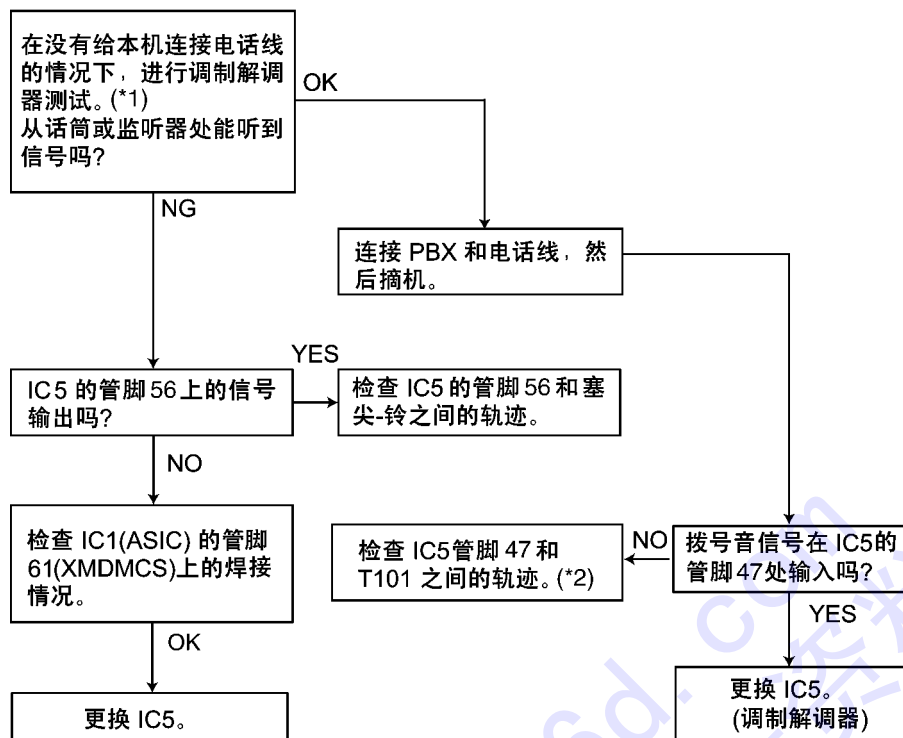 在没有给本机连接电话线
的情况下，进行调制解调
器测试。(*1)
从话筒或监听器处能听到
信号吗?
OK
NG
连接 PBX 和电话线，然
后摘机。
YES
IC5 的管脚56上的信号
输出吗?
检查 IC5 的管脚 56 和塞
尖-铃之间的轨迹。
NO
检查 IC1(ASIC) 的管脚
61(XMDMCS)上的焊接
情况。
检查 IC5管脚 47 和
T101 之间的轨迹。(*2)
NO
拨号音信号在 IC5的
管脚47处输入吗?
OK
YES
更换 IC5。
更换 IC5。
(调制解调器)
6d.com
资料